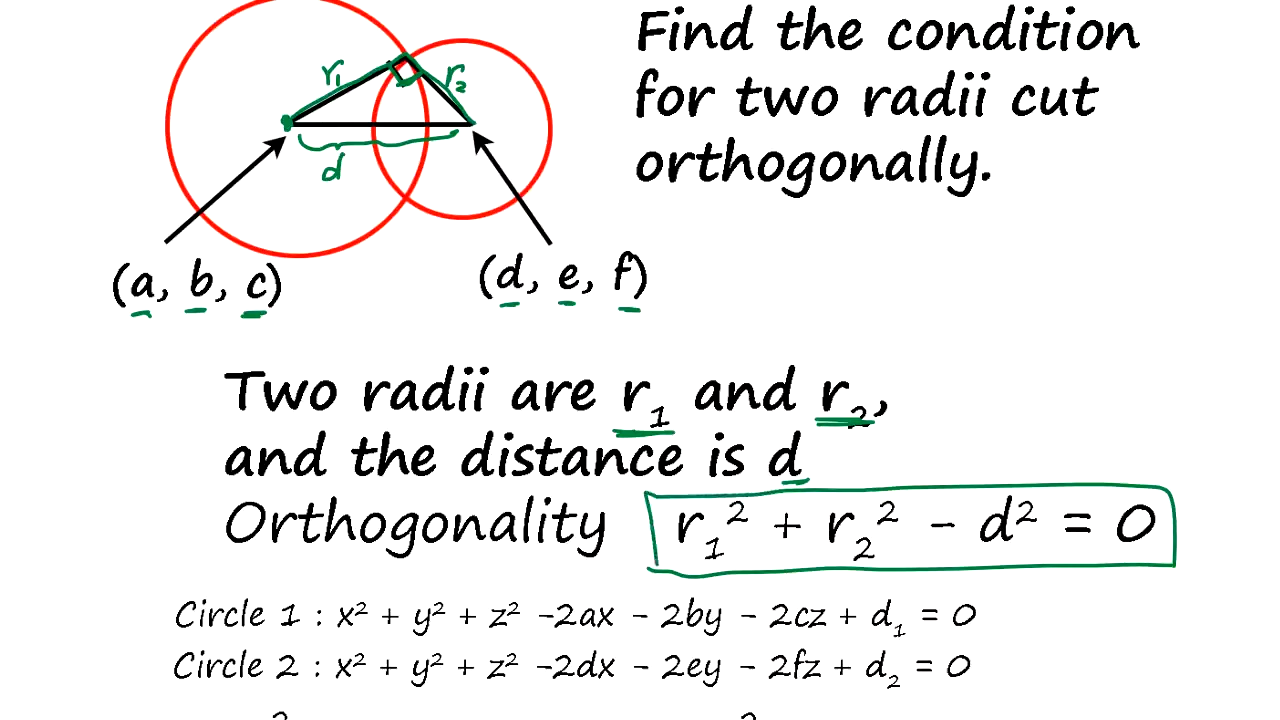 Find the condition
for two radii cut
orthogonally.
r₁
r₂
d
(a, b, c)
(d, e, f)
Two radii are r₁ and r₂,
and the distance is d
Orthogonality r₁² + r₂² - d² = 0
Circle 1 : x² + y² + z² -2ax - 2by - 2cz + d₁ = 0
Circle 2 : x² + y² + z² -2dx - 2ey - 2fz + d₂ = 0